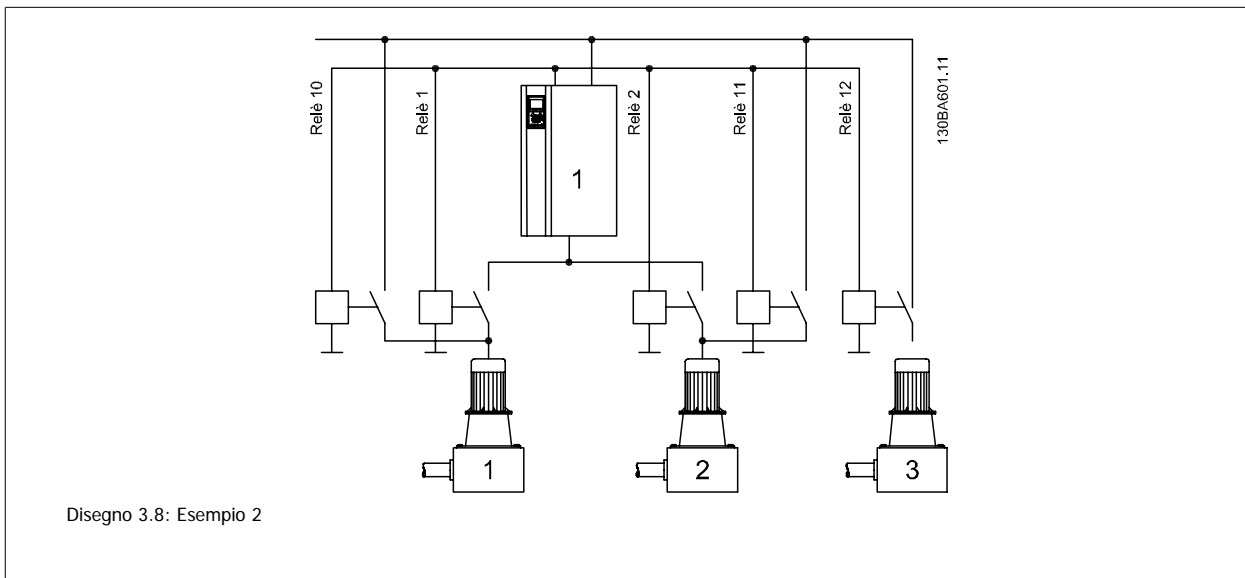 Relè 10
Relè 1
Relè 2
Relè 11
Relè 12
130BA601.11
1
1
2
3
Disegno 3.8: Esempio 2